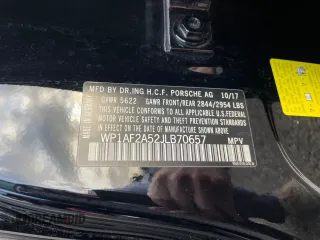 MFD BY DR.ING H.C.F. PORSCHE AG 10/17
GVWR 5622 GAWR FRONT/REAR 2844/2954 LBS
THIS VEHICLE CONFORMS TO ALL APPLICABLE U.S. FEDERAL
MOTOR VEHICLE SAFETY AND THEFT PREVENTION
STANDARDS IN EFFECT ON THE DATE OF
MANUFACTURE SHOWN ABOVE
WP1AF2A52JLB70657 MPV